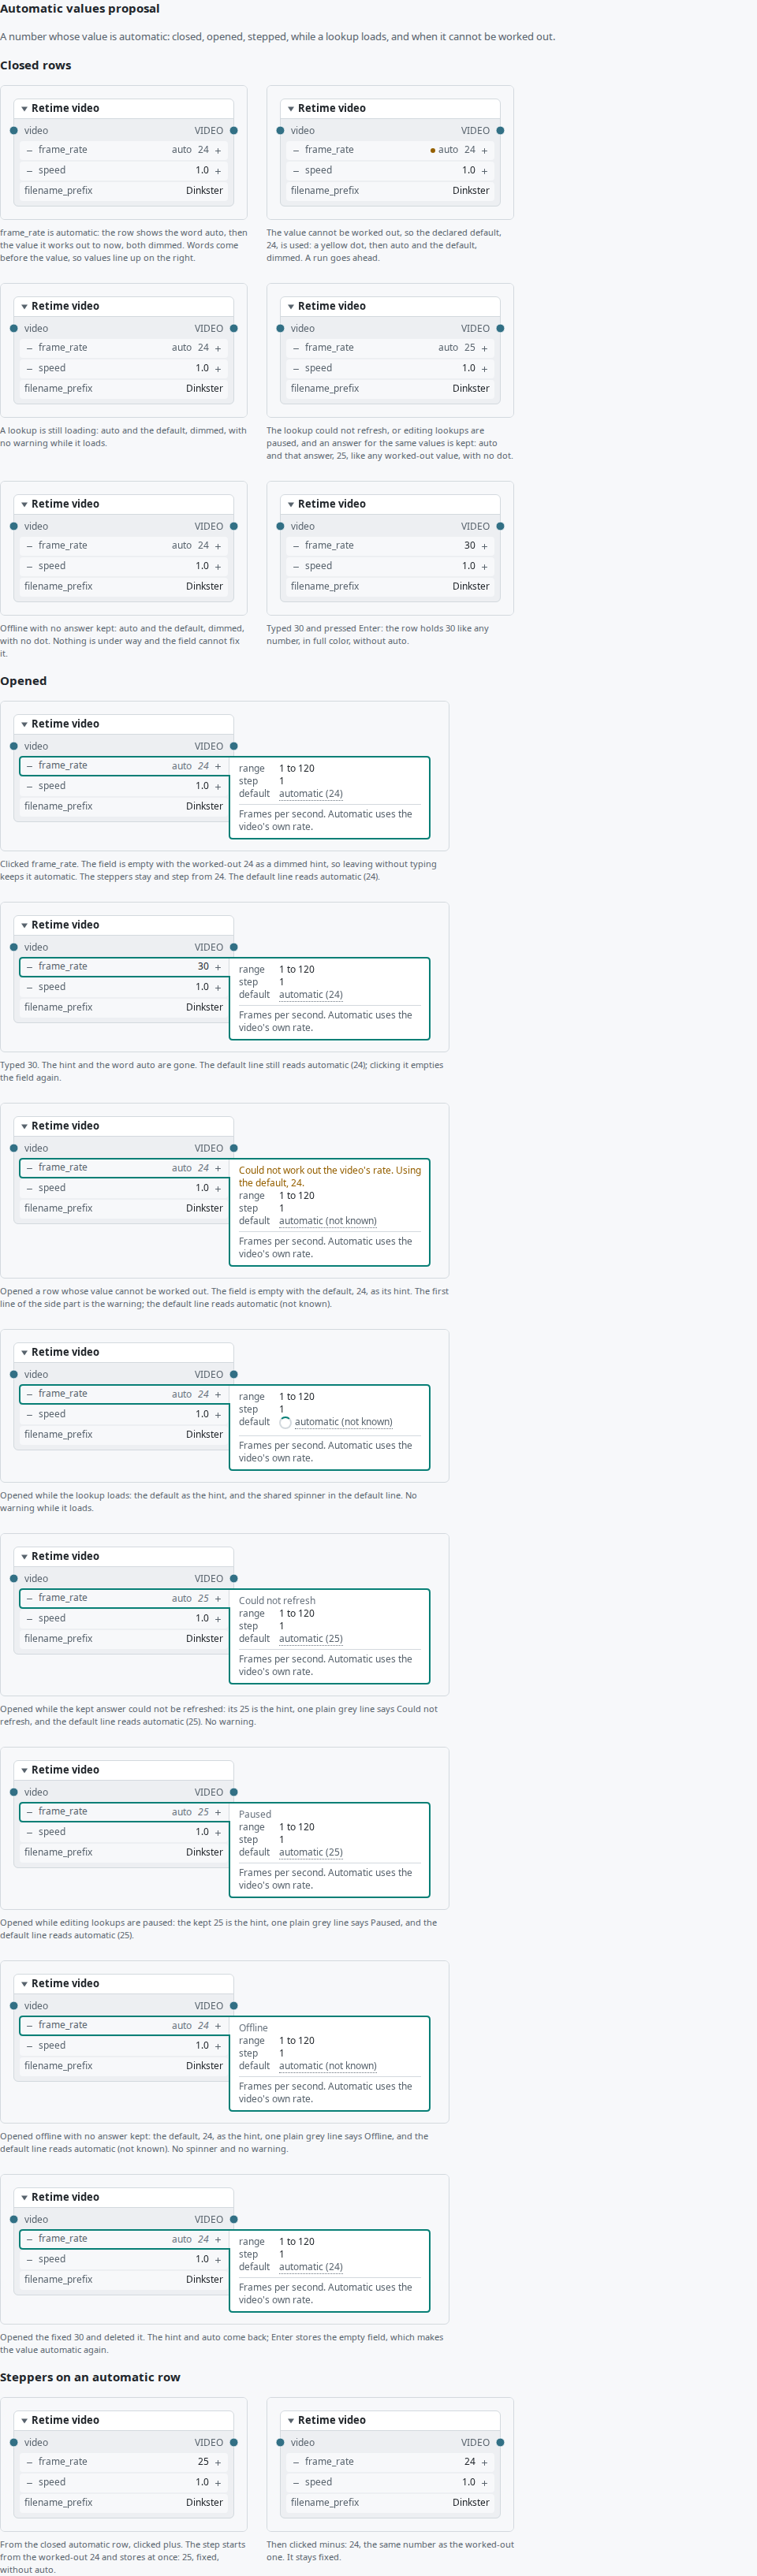 Automatic values proposal
A number whose value is automatic: closed, opened, stepped, while a lookup loads, and when it cannot be worked out.
Closed rows
Retime video
video VIDEO
– frame_rate auto 24 +
– speed 1.0 +
filename_prefix Dinkster
frame_rate is automatic: the row shows the word auto, then
the value it works out to now, both dimmed. Words come
before the value, so values line up on the right.
Retime video
video VIDEO
– frame_rate auto 24 +
– speed 1.0 +
filename_prefix Dinkster
The value cannot be worked out, so the declared default,
24, is used: a yellow dot, then auto and the default,
dimmed. A run goes ahead.
Retime video
video VIDEO
– frame_rate auto 24 +
– speed 1.0 +
filename_prefix Dinkster
A lookup is still loading: auto and the default, dimmed, with
no warning while it loads.
Retime video
video VIDEO
– frame_rate auto 25 +
– speed 1.0 +
filename_prefix Dinkster
The lookup could not refresh, or editing lookups are
paused, and an answer for the same values is kept: auto
and that answer, 25, like any worked-out value, with no dot.
Retime video
video VIDEO
– frame_rate auto 24 +
– speed 1.0 +
filename_prefix Dinkster
Offline with no answer kept: auto and the default, dimmed,
with no dot. Nothing is under way and the field cannot fix
it.
Retime video
video VIDEO
– frame_rate 30 +
– speed 1.0 +
filename_prefix Dinkster
Typed 30 and pressed Enter: the row holds 30 like any
number, in full color, without auto.
Opened
Retime video
video VIDEO
– frame_rate auto 24 +
– speed 1.0 +
filename_prefix Dinkster
range 1 to 120
step 1
default automatic (24)
Frames per second. Automatic uses the
video's own rate.
Clicked frame_rate. The field is empty with the worked-out 24 as a dimmed hint, so leaving without typing
keeps it automatic. The steppers stay and step from 24. The default line reads automatic (24).
Retime video
video VIDEO
– frame_rate 30 +
– speed 1.0 +
filename_prefix Dinkster
range 1 to 120
step 1
default automatic (24)
Frames per second. Automatic uses the
video's own rate.
Typed 30. The hint and the word auto are gone. The default line still reads automatic (24); clicking it empties
the field again.
Retime video
video VIDEO
– frame_rate auto 24 +
– speed 1.0 +
filename_prefix Dinkster
Could not work out the video's rate. Using
the default, 24.
range 1 to 120
step 1
default automatic (not known)
Frames per second. Automatic uses the
video's own rate.
Opened a row whose value cannot be worked out. The field is empty with the default, 24, as its hint. The first
line of the side part is the warning; the default line reads automatic (not known).
Retime video
video VIDEO
– frame_rate auto 24 +
– speed 1.0 +
filename_prefix Dinkster
range 1 to 120
step 1
default automatic (not known)
Frames per second. Automatic uses the
video's own rate.
Opened while the lookup loads: the default as the hint, and the shared spinner in the default line. No
warning while it loads.
Retime video
video VIDEO
– frame_rate auto 25 +
– speed 1.0 +
filename_prefix Dinkster
Could not refresh
range 1 to 120
step 1
default automatic (25)
Frames per second. Automatic uses the
video's own rate.
Opened while the kept answer could not be refreshed: its 25 is the hint, one plain grey line says Could not
refresh, and the default line reads automatic (25). No warning.
Retime video
video VIDEO
– frame_rate auto 25 +
– speed 1.0 +
filename_prefix Dinkster
Paused
range 1 to 120
step 1
default automatic (25)
Frames per second. Automatic uses the
video's own rate.
Opened while editing lookups are paused: the kept 25 is the hint, one plain grey line says Paused, and the
default line reads automatic (25).
Retime video
video VIDEO
– frame_rate auto 24 +
– speed 1.0 +
filename_prefix Dinkster
Offline
range 1 to 120
step 1
default automatic (not known)
Frames per second. Automatic uses the
video's own rate.
Opened offline with no answer kept: the default, 24, as the hint, one plain grey line says Offline, and the
default line reads automatic (not known). No spinner and no warning.
Retime video
video VIDEO
– frame_rate auto 24 +
– speed 1.0 +
filename_prefix Dinkster
range 1 to 120
step 1
default automatic (24)
Frames per second. Automatic uses the
video's own rate.
Opened the fixed 30 and deleted it. The hint and auto come back; Enter stores the empty field, which makes
the value automatic again.
Steppers on an automatic row
Retime video
video VIDEO
– frame_rate 25 +
– speed 1.0 +
filename_prefix Dinkster
From the closed automatic row, clicked plus. The step starts
from the worked-out 24 and stores at once: 25, fixed,
without auto.
Retime video
video VIDEO
– frame_rate 24 +
– speed 1.0 +
filename_prefix Dinkster
Then clicked minus: 24, the same number as the worked-out
one. It stays fixed.